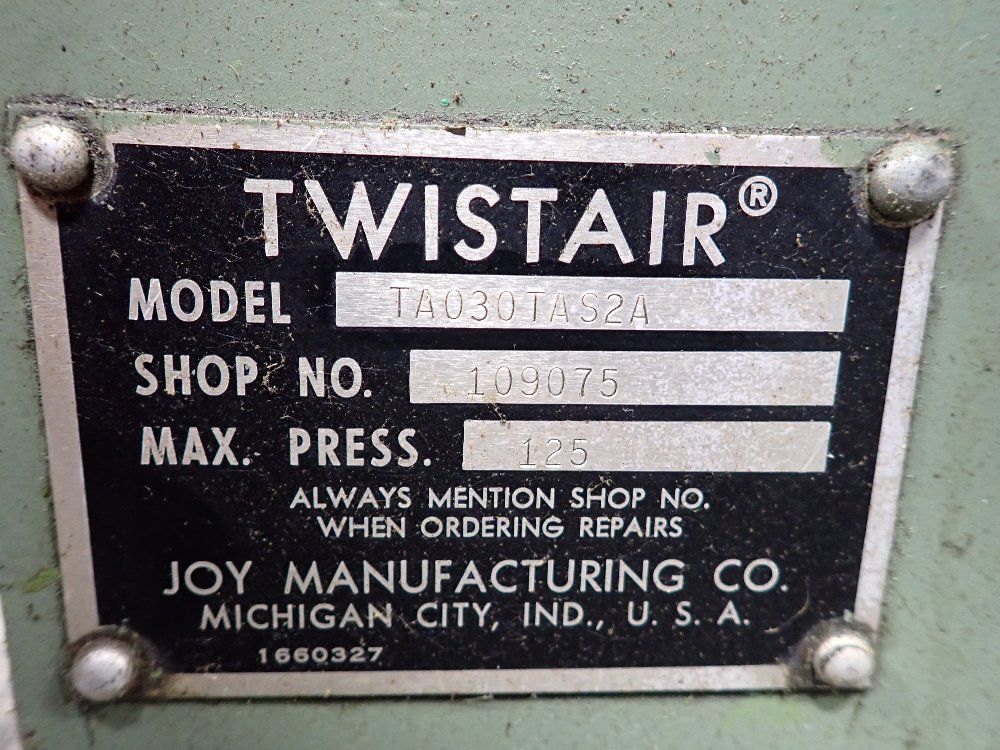 TWISTAIR®
MODEL TA030TAS2A
SHOP NO. 109075
MAX. PRESS. 125
ALWAYS MENTION SHOP NO.
WHEN ORDERING REPAIRS
JOY MANUFACTURING CO.
MICHIGAN CITY, IND., U. S. A.
1660327